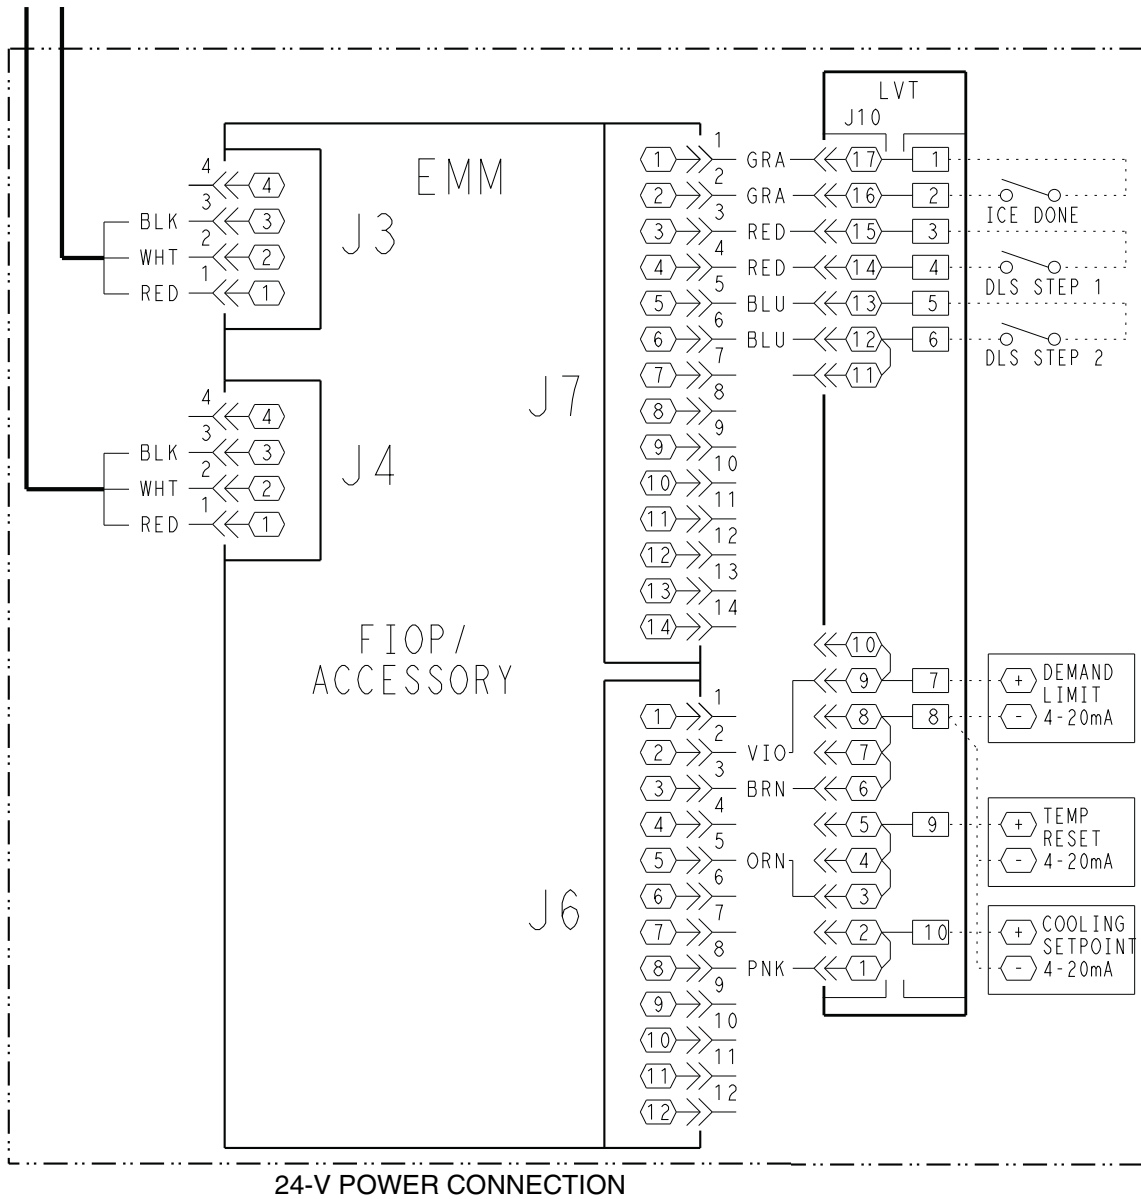 LVT
J10
EMM
J3
4
4
3
BLK
3
2
WHT
2
1
RED
1
J4
4
4
3
BLK
3
2
WHT
2
1
RED
1
FIOP/
ACCESSORY
J7
1
1 GRA 17 1
2
2 GRA 16 2
ICE DONE
3
3 RED 15 3
4
4 RED 14 4
DLS STEP 1
5
5 BLU 13 5
6
6 BLU 12 6
DLS STEP 2
7
7 11
8
8
9
9
10
10
11
11
12
12
13
13
14
14
10
9 7 + DEMAND
LIMIT
8 8 - 4-20mA
J6
1
1
2
2 VIO 7
3
3 BRN 6
4
4 5 9 + TEMP
RESET
5
5 ORN 4 - 4-20mA
6
6 3
7
7 2 10 + COOLING
SETPOINT
8
8 PNK 1 - 4-20mA
9
9
10
10
11
11
12
12
24-V POWER CONNECTION